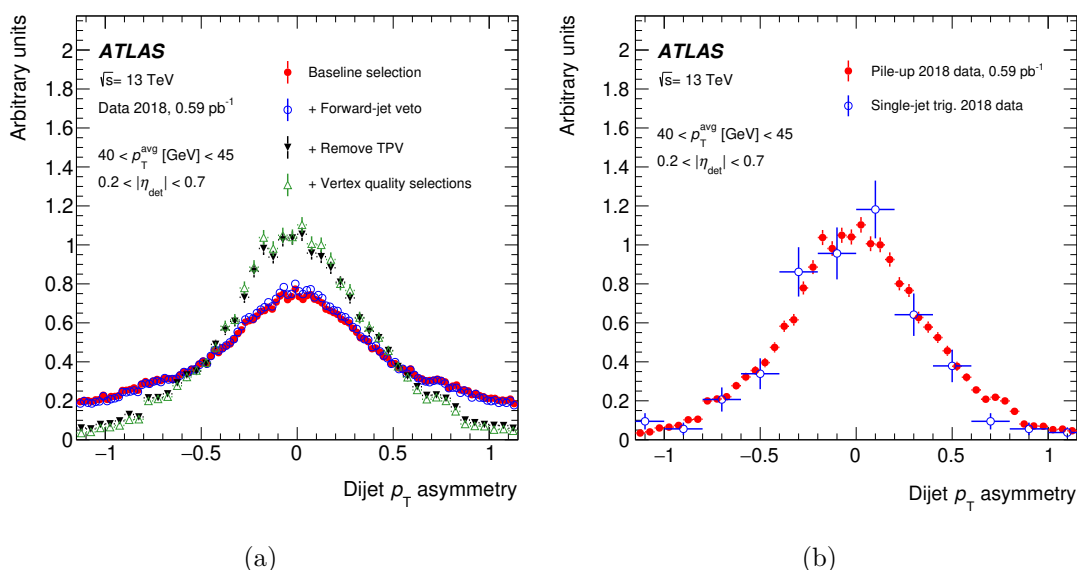 ATLAS
√s= 13 TeV
Data 2018, 0.59 pb⁻¹
40 < p_T^avg [GeV] < 45
0.2 < |η_det| < 0.7
Baseline selection
+ Forward-jet veto
+ Remove TPV
+ Vertex quality selections
Arbitrary units
2
1.8
1.6
1.4
1.2
1
0.8
0.6
0.4
0.2
0
−1 −0.5 0 0.5 1
Dijet p_T asymmetry
(a)
ATLAS
√s= 13 TeV
40 < p_T^avg [GeV] < 45
0.2 < |η_det| < 0.7
Pile-up 2018 data, 0.59 pb⁻¹
Single-jet trig. 2018 data
Arbitrary units
2
1.8
1.6
1.4
1.2
1
0.8
0.6
0.4
0.2
0
−1 −0.5 0 0.5 1
Dijet p_T asymmetry
(b)